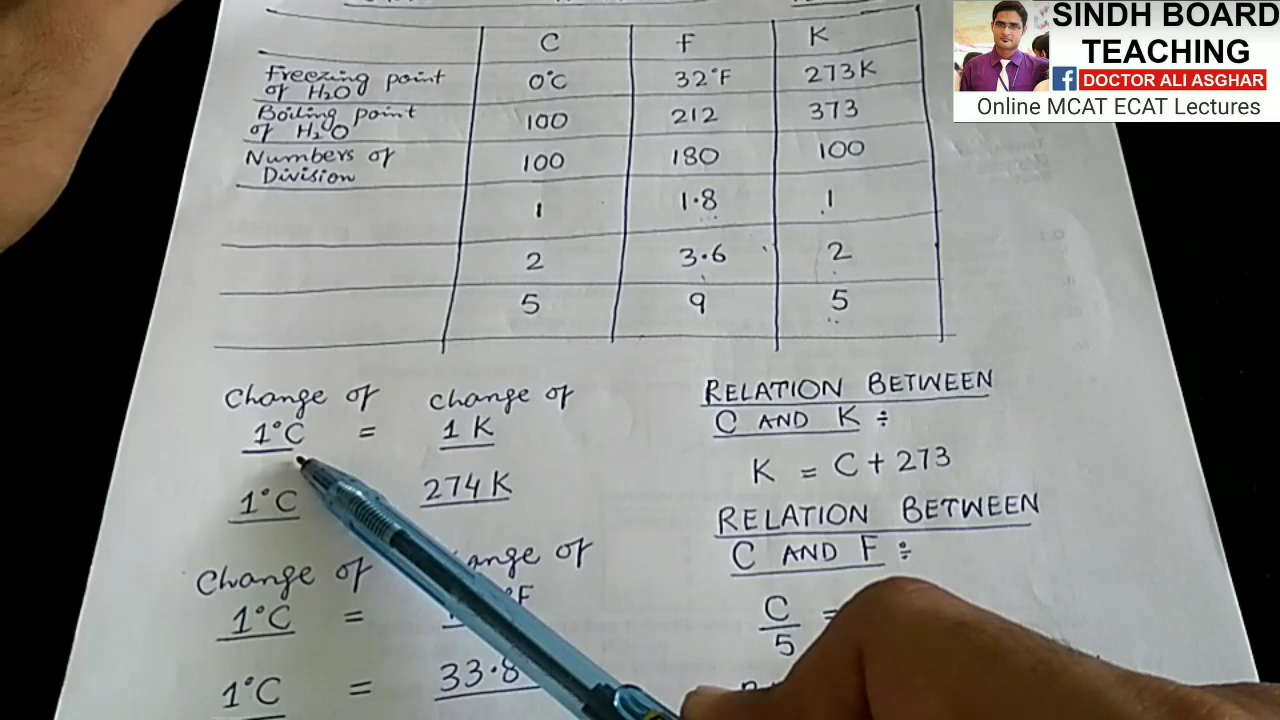 SINDH BOARD
TEACHING
f DOCTOR ALI ASGHAR
Online MCAT ECAT Lectures
C F K
Freezing point
of H2O 0°C 32°F 273K
Boiling point
of H2O 100 212 373
Numbers of
Division 100 180 100
1 1.8 1
2 3.6 2
5 9 5
Change of change of
1°C = 1 K
1°C 274 K
Change of change of
1°C = °F
1°C = 33.8
RELATION BETWEEN
C AND K ÷
K = C + 273
RELATION BETWEEN
C AND F ÷
C
5